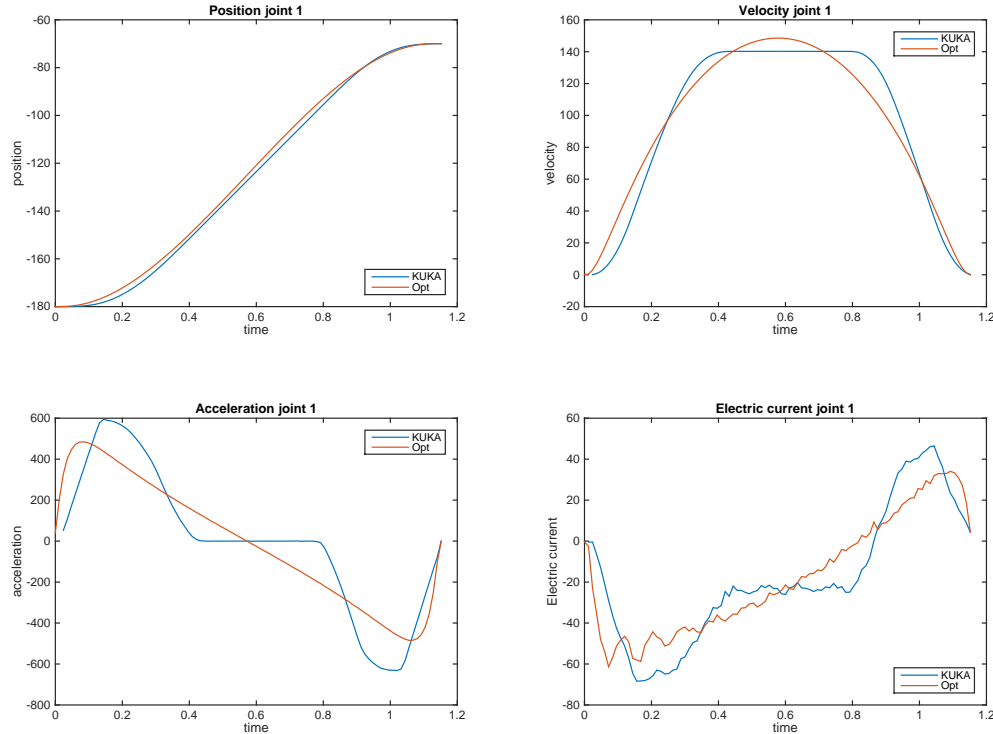 Position joint 1
-60
-80
-100
-120
-140
-160
-180
position
0 0.2 0.4 0.6 0.8 1 1.2
time
KUKA
Opt
Velocity joint 1
160
140
120
100
80
60
40
20
0
-20
velocity
0 0.2 0.4 0.6 0.8 1 1.2
time
KUKA
Opt
Acceleration joint 1
600
400
200
0
-200
-400
-600
-800
acceleration
0 0.2 0.4 0.6 0.8 1 1.2
time
KUKA
Opt
Electric current joint 1
60
40
20
0
-20
-40
-60
-80
Electric current
0 0.2 0.4 0.6 0.8 1 1.2
time
KUKA
Opt